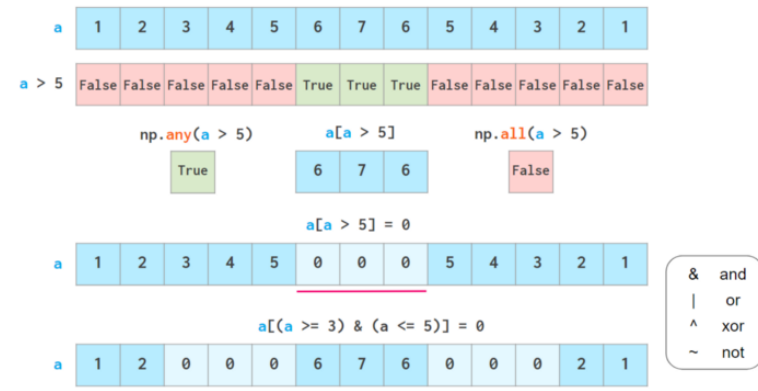 a 1 2 3 4 5 6 7 6 5 4 3 2 1
a > 5 False False False False False True True True False False False False False
np.any(a > 5) a[a > 5] np.all(a > 5)
True 6 7 6 False
a[a > 5] = 0
a 1 2 3 4 5 0 0 0 5 4 3 2 1
& and
| or
^ xor
~ not
a[(a >= 3) & (a <= 5)] = 0
a 1 2 0 0 0 6 7 6 0 0 0 2 1